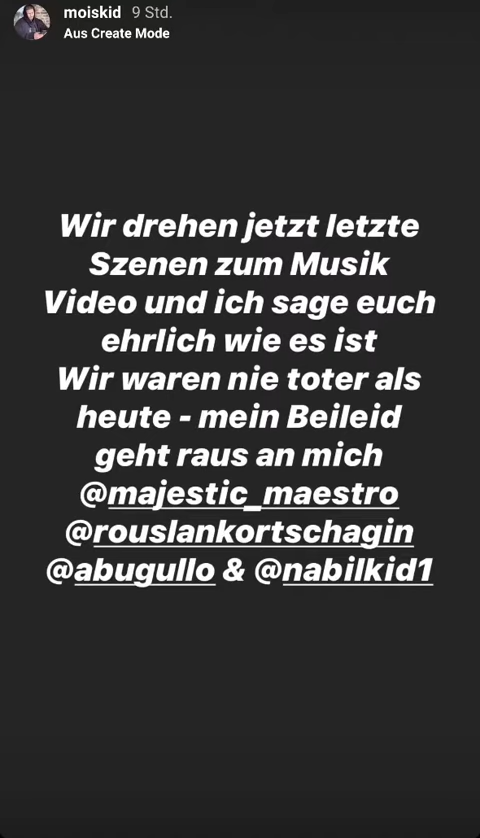 moiskid 9 Std.
Aus Create Mode
Wir drehen jetzt letzte
Szenen zum Musik
Video und ich sage euch
ehrlich wie es ist
Wir waren nie toter als
heute - mein Beileid
geht raus an mich
@majestic_maestro
@rouslankortschagin
@abugullo & @nabilkid1